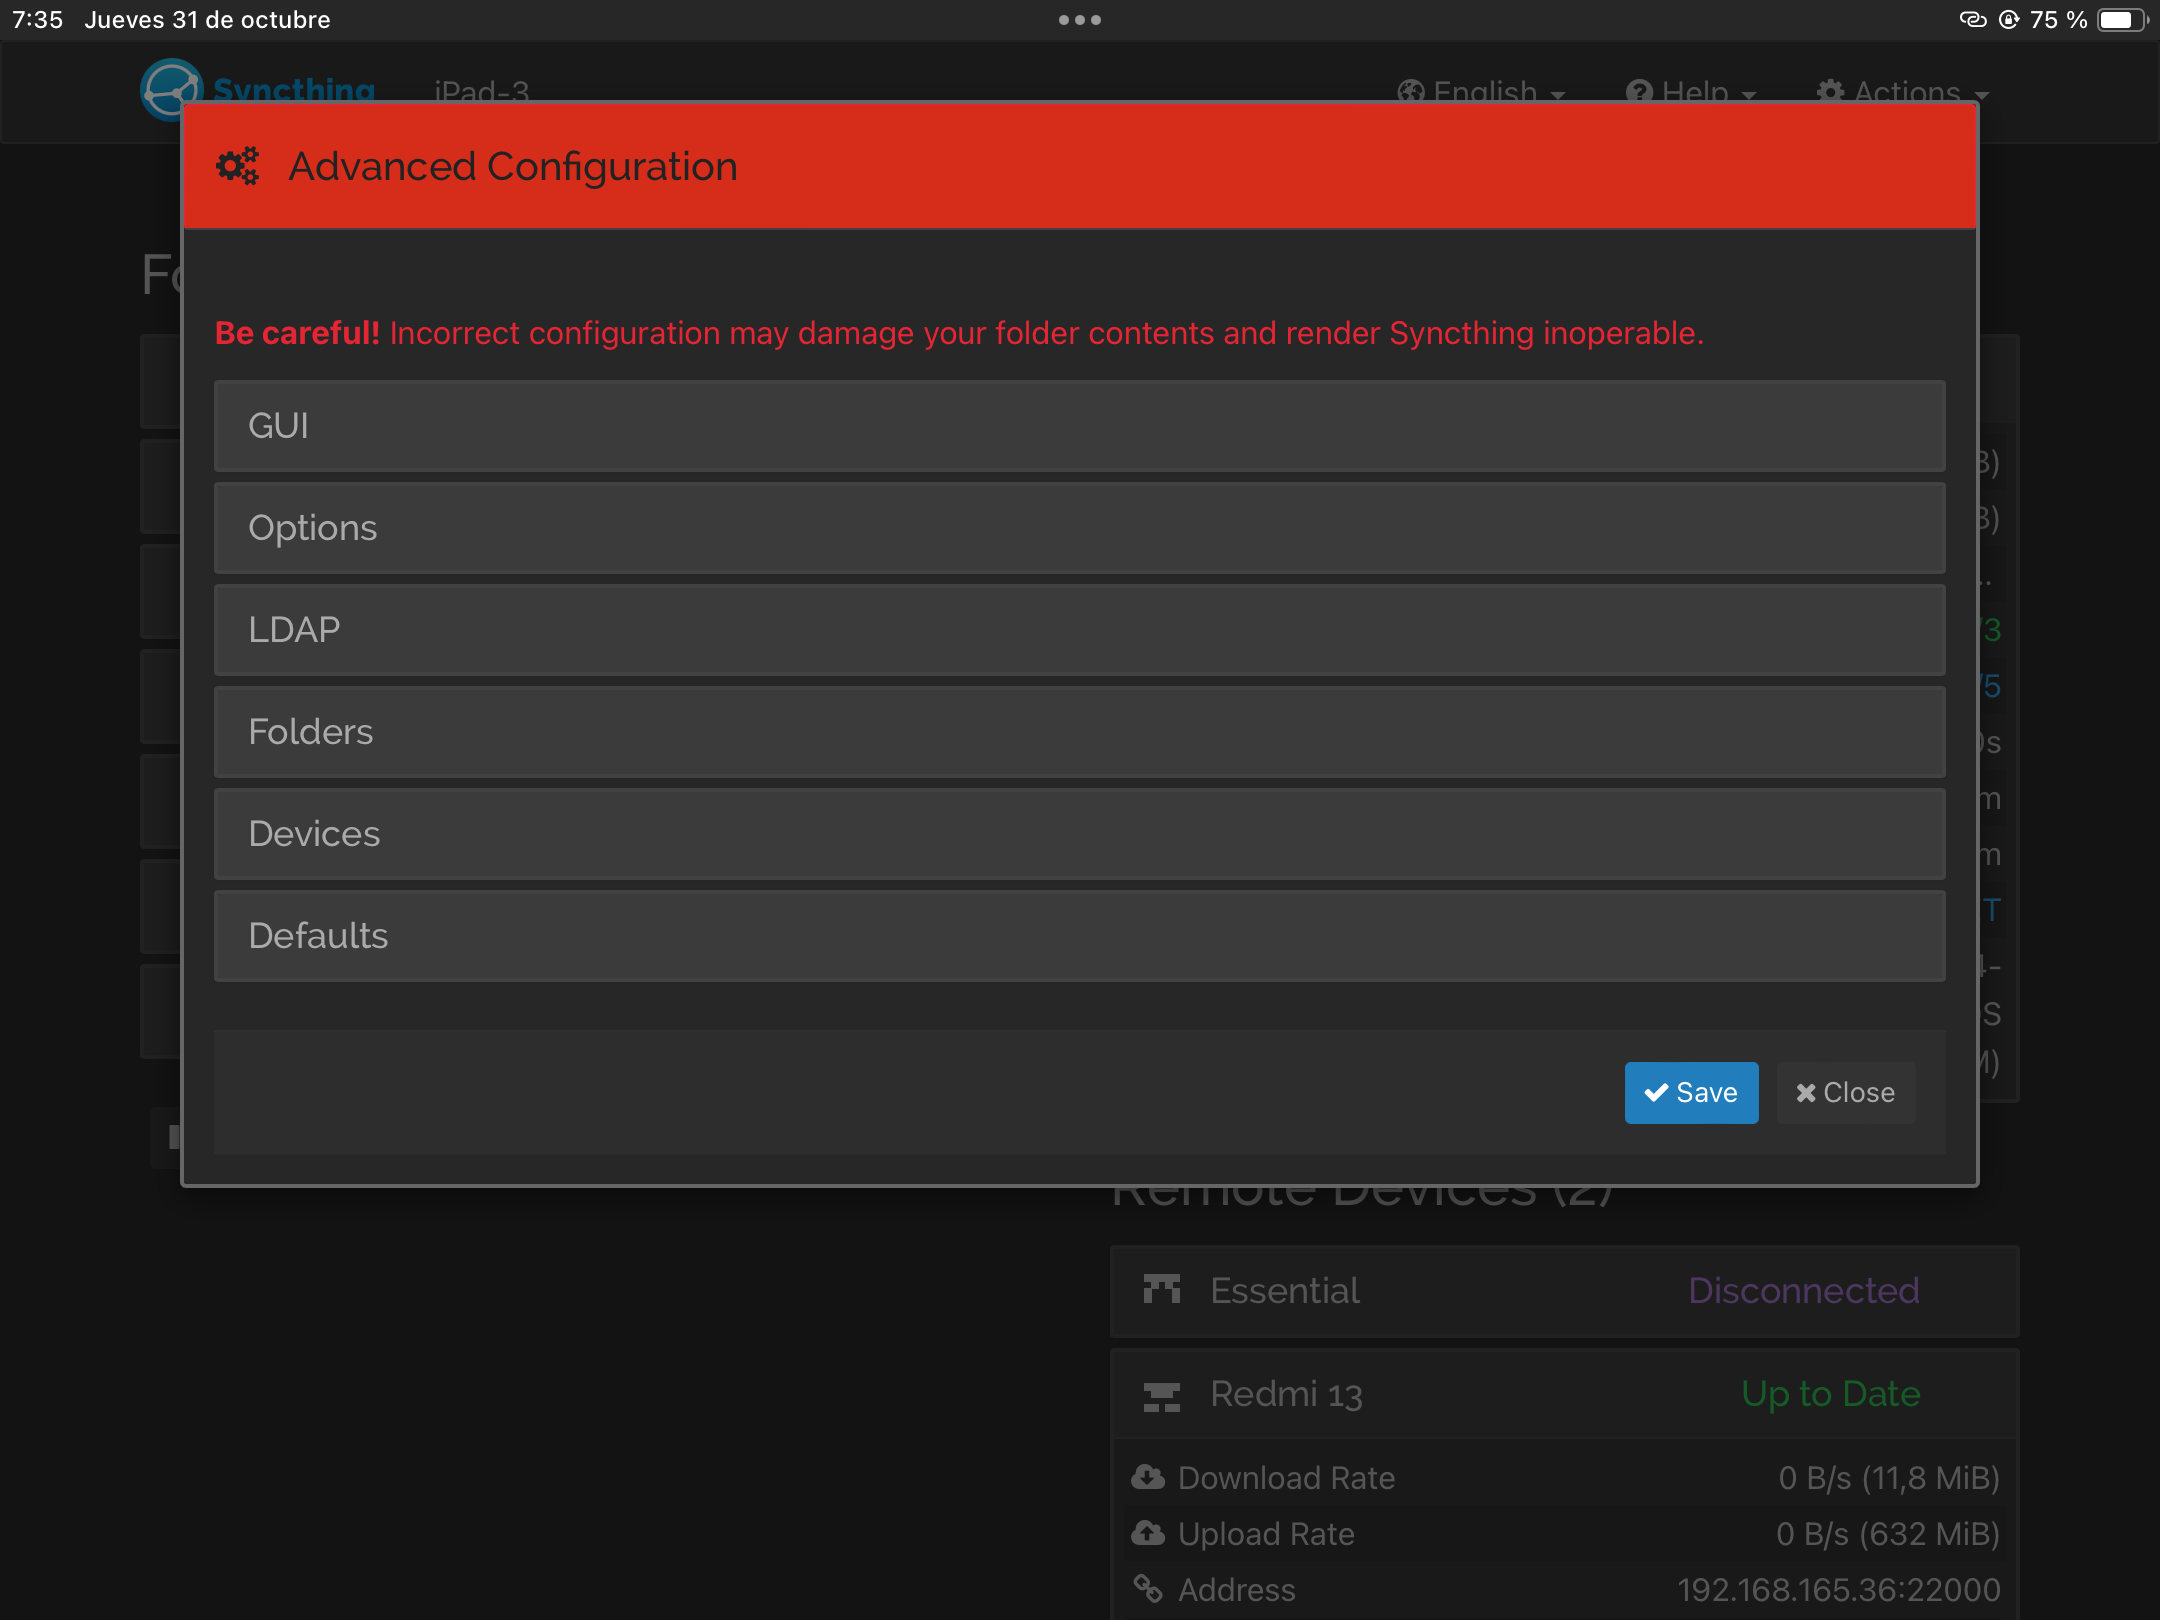 7:35 Jueves 31 de octubre 75 %
Syncthing iPad-3 English Help Actions
Advanced Configuration
Be careful! Incorrect configuration may damage your folder contents and render Syncthing inoperable.
GUI
Options
LDAP
Folders
Devices
Defaults
Save Close
Remote Devices (2)
Essential Disconnected
Redmi 13 Up to Date
Download Rate 0 B/s (11,8 MiB)
Upload Rate 0 B/s (632 MiB)
Address 192.168.165.36:22000